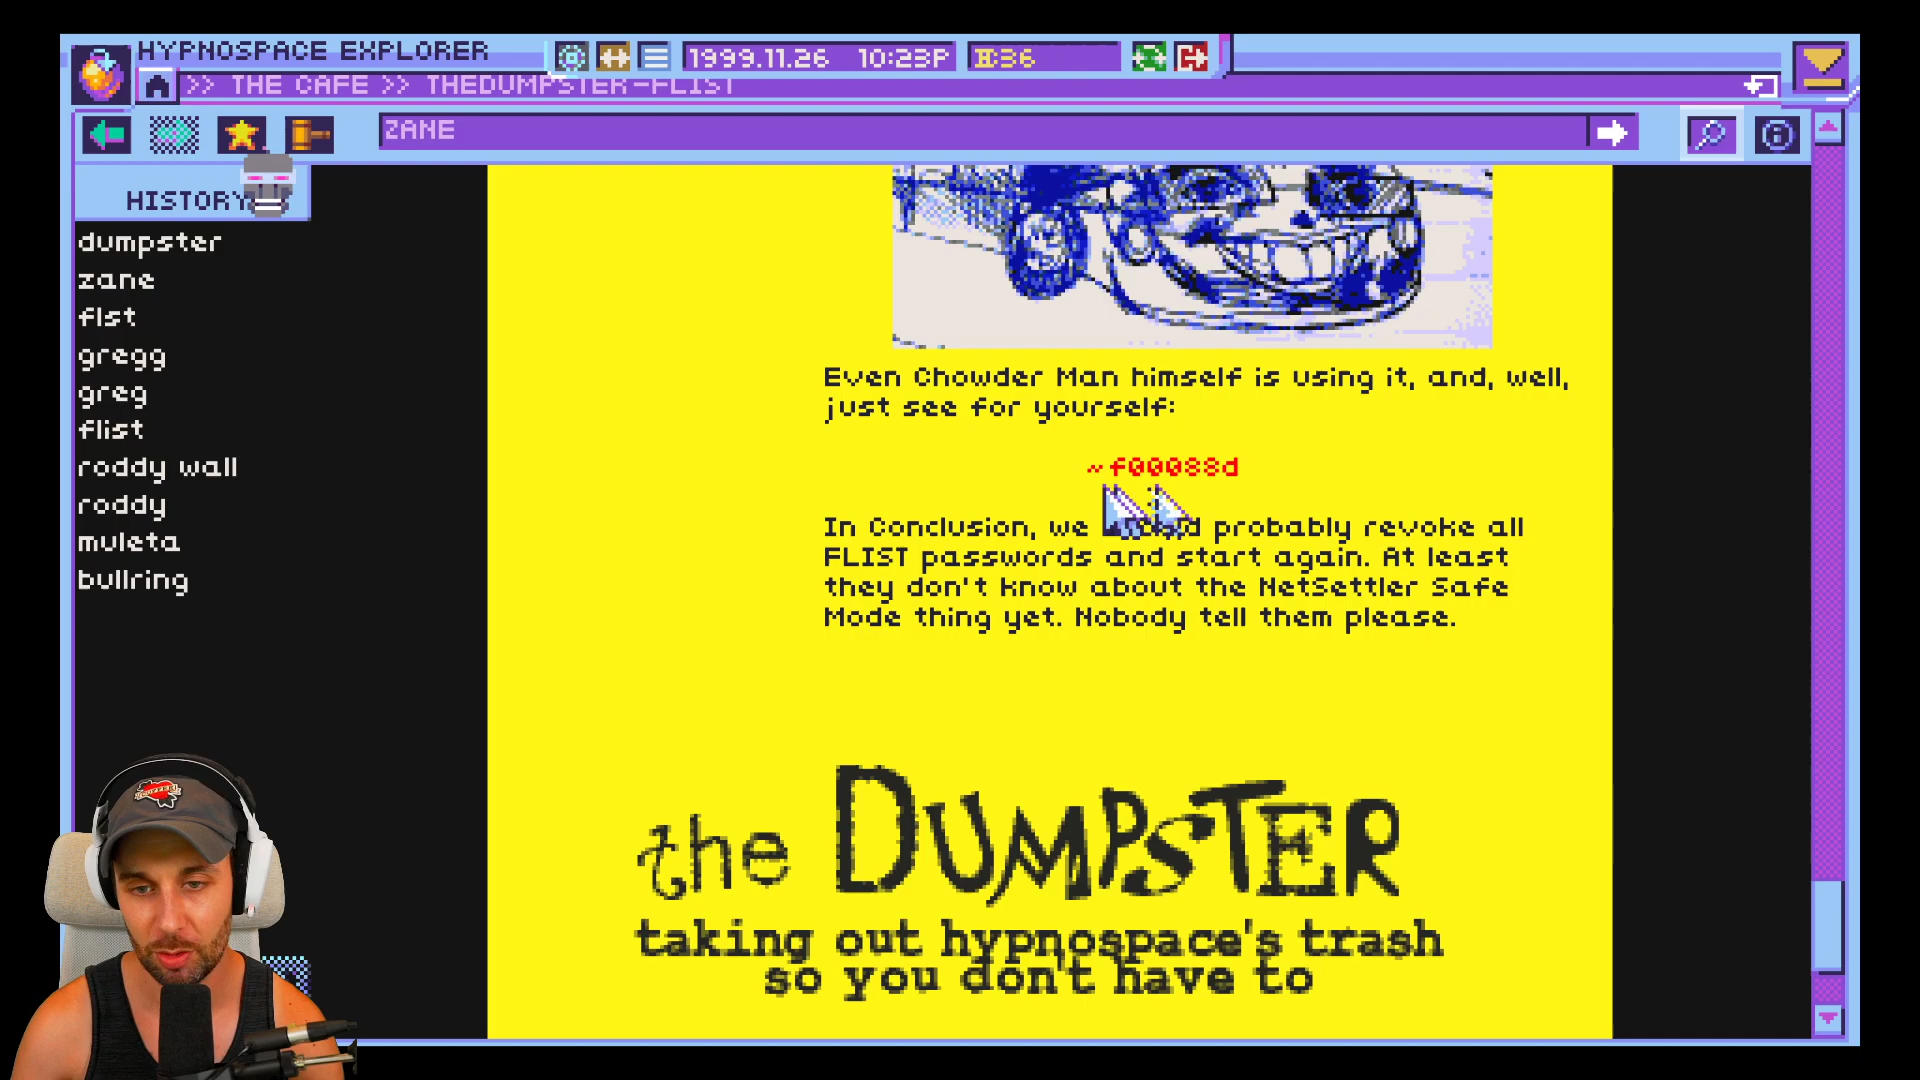 HYPNOSPACE EXPLORER
1999.11.26 10:23P
36
>> THE CAFE >> THEDUMPSTER-FLIST
ZANE
HISTORY
dumpster
zane
flst
gregg
greg
flist
roddy wall
roddy
muleta
bullring
Even Chowder Man himself is using it, and, well,
just see for yourself:
~f00088d
In Conclusion, we probably revoke all
FLIST passwords and start again. At least
they don't know about the NetSettler Safe
Mode thing yet. Nobody tell them please.
the DUMPSTER
taking out hypnospace's trash
so you don't have to